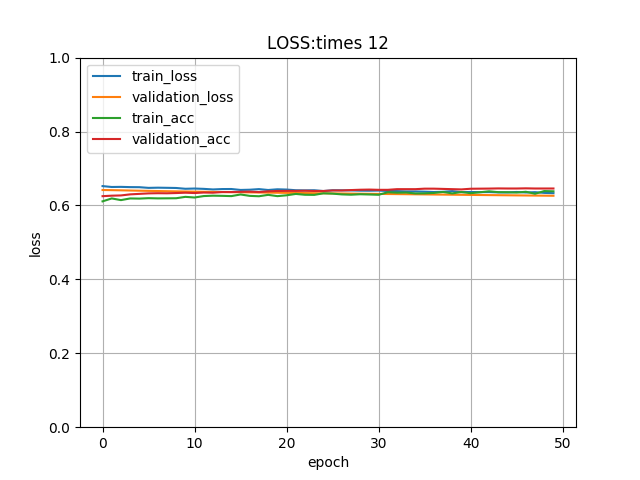 LOSS:times 12
1.0
0.8
0.6
0.4
0.2
0.0
loss
train_loss
validation_loss
train_acc
validation_acc
0 10 20 30 40 50
epoch